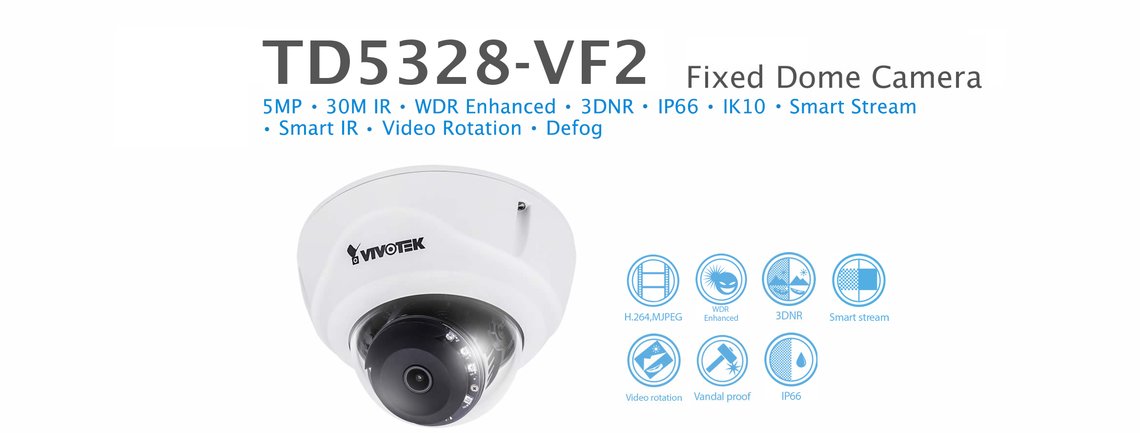 TD5328-VF2 Fixed Dome Camera
5MP • 30M IR • WDR Enhanced • 3DNR • IP66 • IK10 • Smart Stream
• Smart IR • Video Rotation • Defog
VIVOTEK
H.264,MJPEG
WDR
Enhanced
3DNR
Smart stream
Video rotation
Vandal proof
IP66